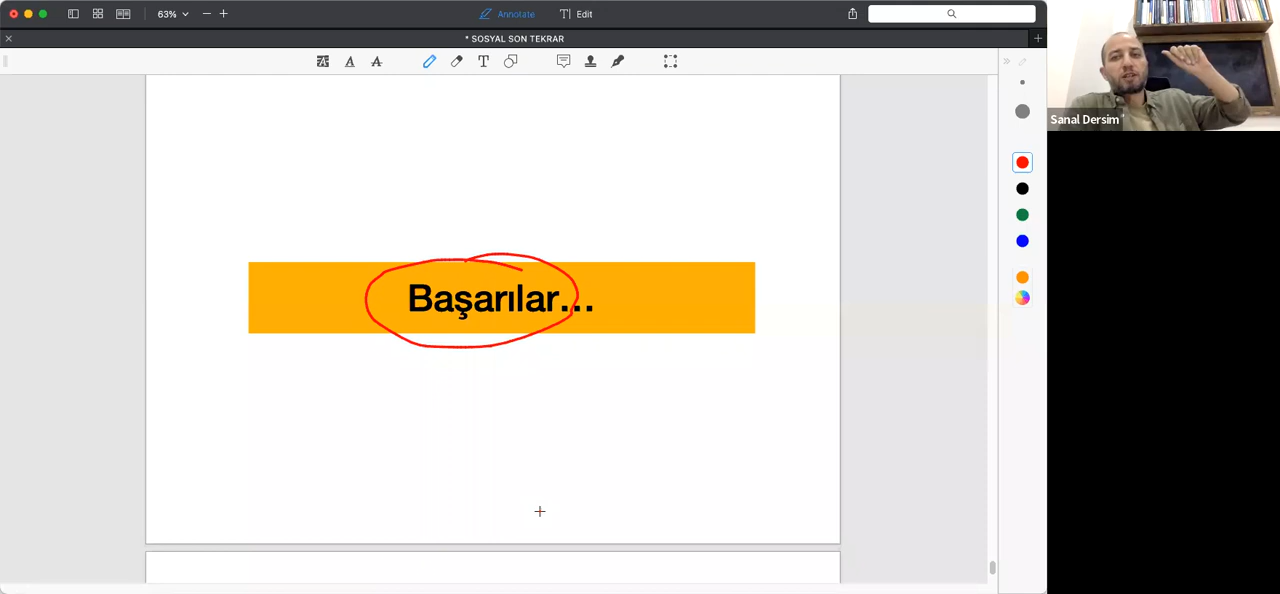 63%
Annotate
Edit
* SOSYAL SON TEKRAR
Başarılar...
Sanal Dersim